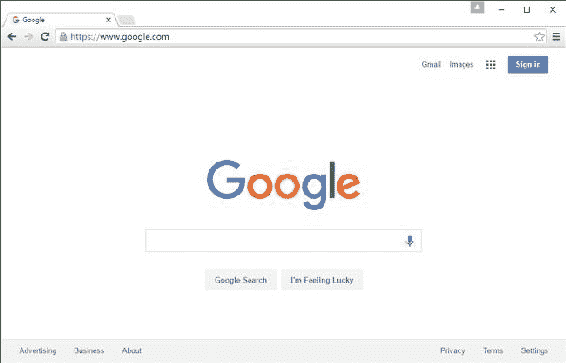 Google
https://www.google.com
Gmail Images Sign in
Google
Google Search I'm Feeling Lucky
Advertising Business About Privacy Terms Settings